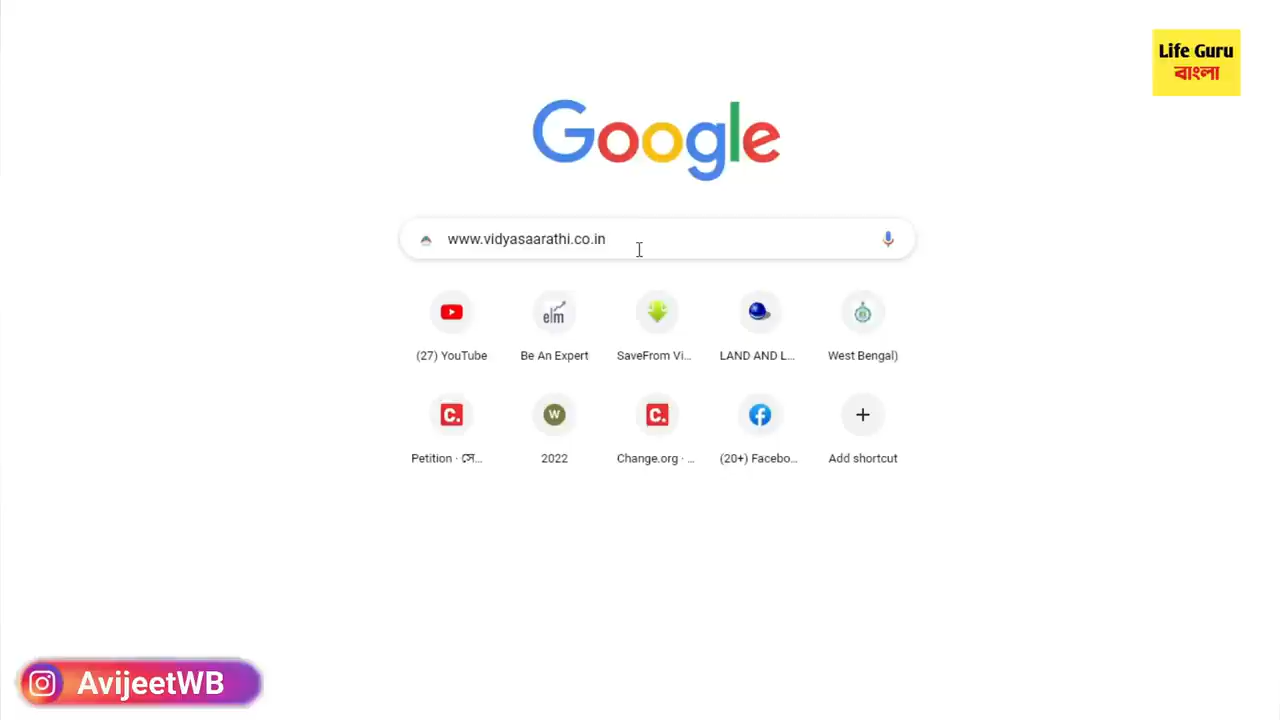 Life Guru
বাংলা
Google
www.vidyasaarathi.co.in
(27) YouTube
elm
Be An Expert
SaveFrom Vi...
LAND AND L...
West Bengal)
C.
Petition · সে...
W
2022
C.
Change.org · ...
(20+) Facebo...
Add shortcut
AvijeetWB